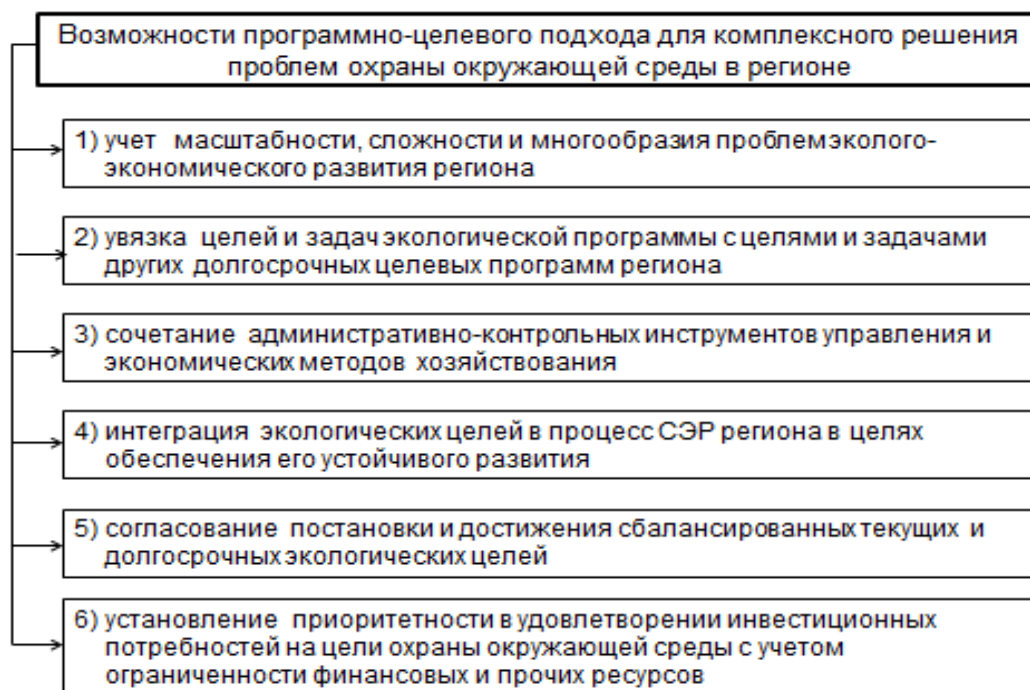 Возможности программно-целевого подхода для комплексного решения
проблем охраны окружающей среды в регионе
1) учет масштабности, сложности и многообразия проблем эколого-
экономического развития региона
2) увязка целей и задач экологической программы с целями и задачами
других долгосрочных целевых программ региона
3) сочетание административно-контрольных инструментов управления и
экономических методов хозяйствования
4) интеграция экологических целей в процесс СЭР региона в целях
обеспечения его устойчивого развития
5) согласование постановки и достижения сбалансированных текущих и
долгосрочных экологических целей
6) установление приоритетности в удовлетворении инвестиционных
потребностей на цели охраны окружающей среды с учетом
ограниченности финансовых и прочих ресурсов